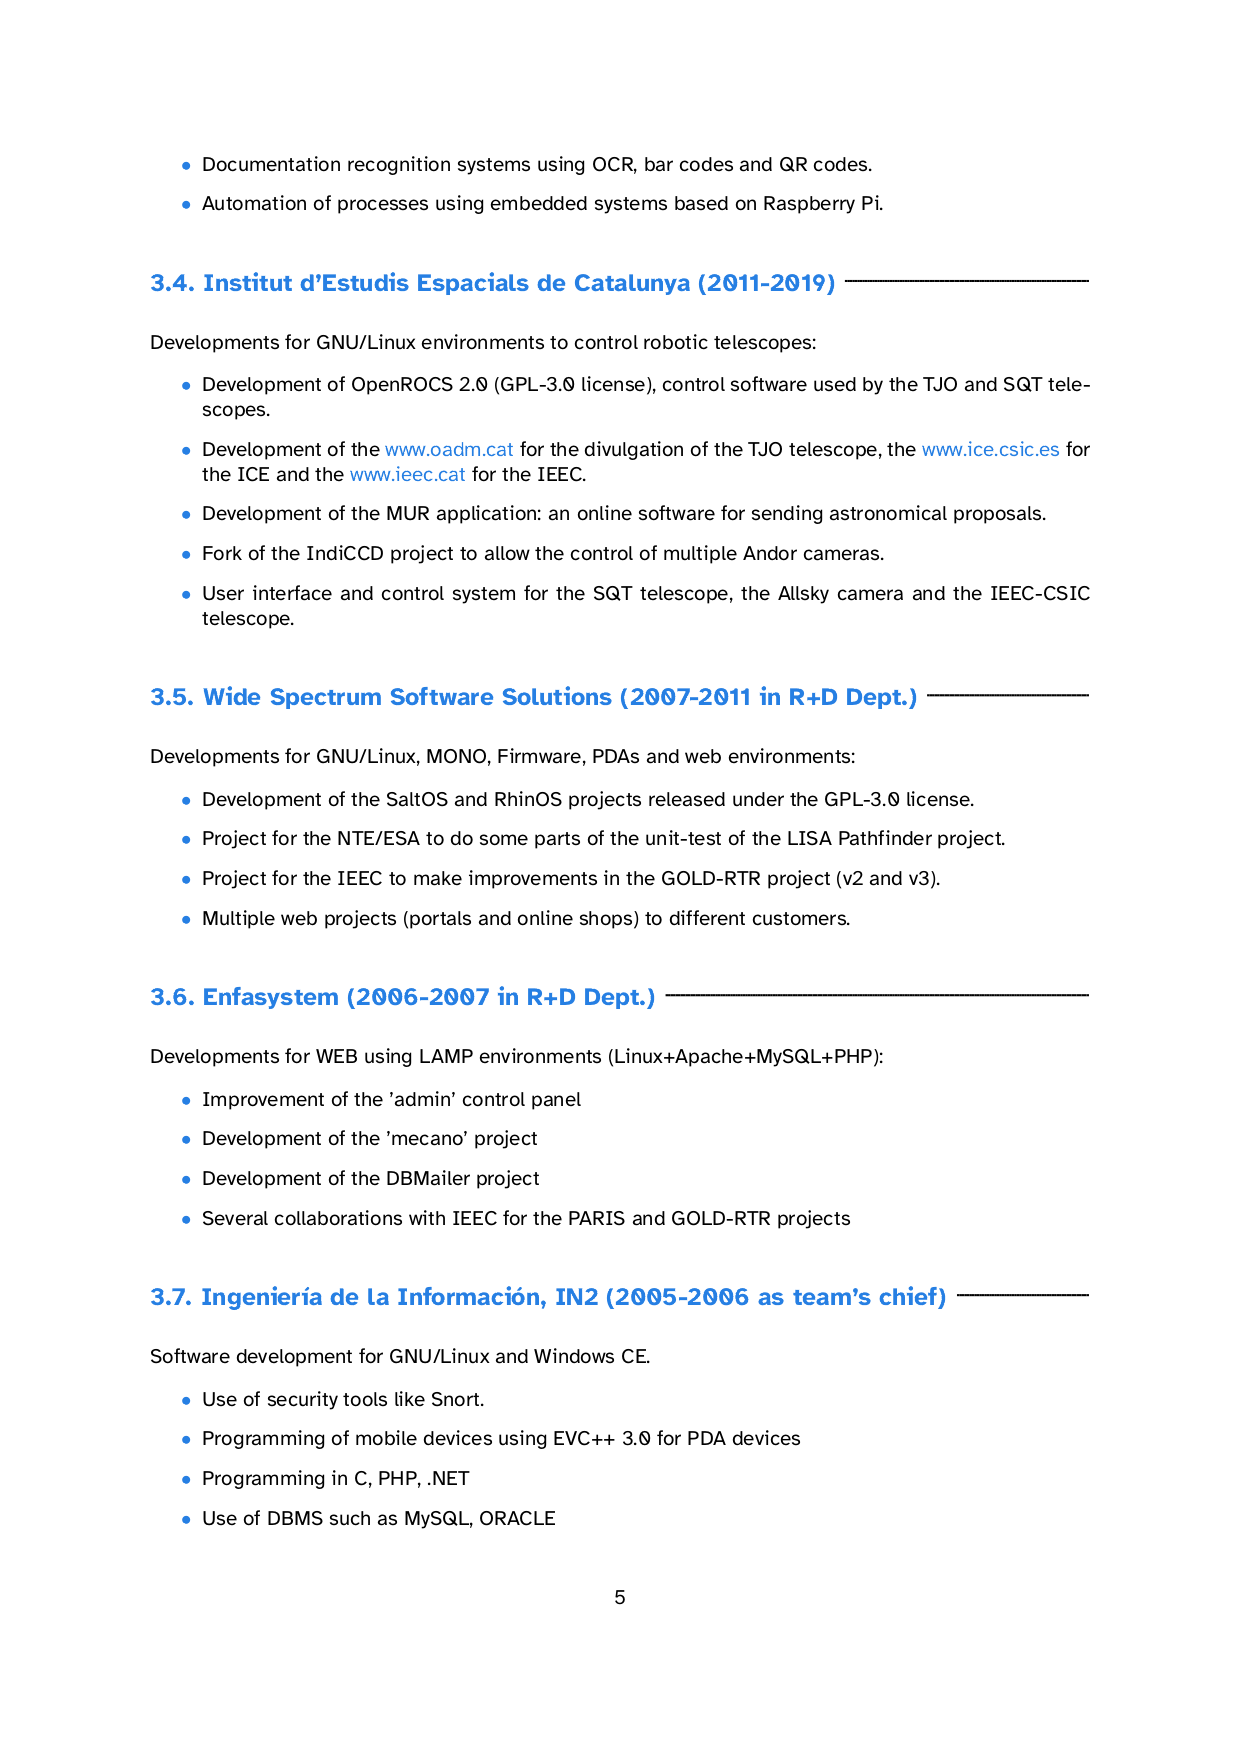 • Documentation recognition systems using OCR, bar codes and QR codes.
• Automation of processes using embedded systems based on Raspberry Pi.
3.4. Institut d’Estudis Espacials de Catalunya (2011-2019)
Developments for GNU/Linux environments to control robotic telescopes:
• Development of OpenROCS 2.0 (GPL-3.0 license), control software used by the TJO and SQT tele-
scopes.
• Development of the www.oadm.cat for the divulgation of the TJO telescope, the www.ice.csic.es for
the ICE and the www.ieec.cat for the IEEC.
• Development of the MUR application: an online software for sending astronomical proposals.
• Fork of the IndiCCD project to allow the control of multiple Andor cameras.
• User interface and control system for the SQT telescope, the Allsky camera and the IEEC-CSIC
telescope.
3.5. Wide Spectrum Software Solutions (2007-2011 in R+D Dept.)
Developments for GNU/Linux, MONO, Firmware, PDAs and web environments:
• Development of the SaltOS and RhinOS projects released under the GPL-3.0 license.
• Project for the NTE/ESA to do some parts of the unit-test of the LISA Pathfinder project.
• Project for the IEEC to make improvements in the GOLD-RTR project (v2 and v3).
• Multiple web projects (portals and online shops) to different customers.
3.6. Enfasystem (2006-2007 in R+D Dept.)
Developments for WEB using LAMP environments (Linux+Apache+MySQL+PHP):
• Improvement of the ’admin’ control panel
• Development of the ’mecano’ project
• Development of the DBMailer project
• Several collaborations with IEEC for the PARIS and GOLD-RTR projects
3.7. Ingeniería de la Información, IN2 (2005-2006 as team’s chief)
Software development for GNU/Linux and Windows CE.
• Use of security tools like Snort.
• Programming of mobile devices using EVC++ 3.0 for PDA devices
• Programming in C, PHP, .NET
• Use of DBMS such as MySQL, ORACLE
5